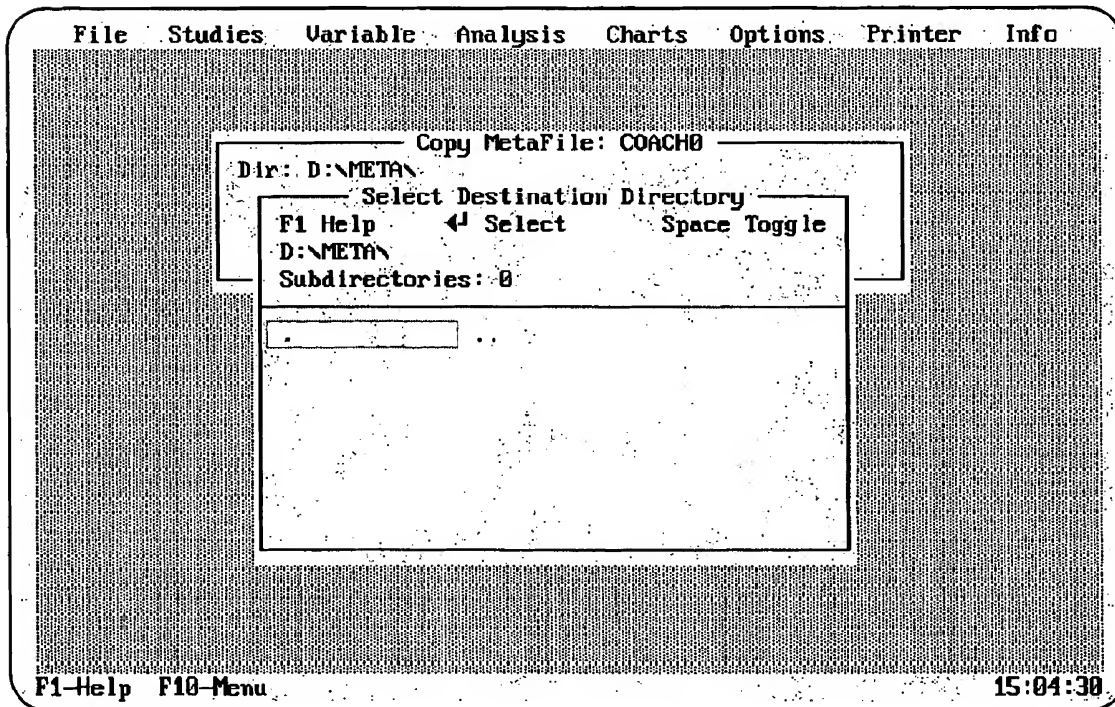 File Studies Variable Analysis Charts Options Printer Info
Copy MetaFile: COACH0
Dir: D:\META\
Select Destination Directory
F1 Help ↵ Select Space Toggle
D:\META\
Subdirectories: 0
. ..
F1-Help F10-Menu 15:04:30